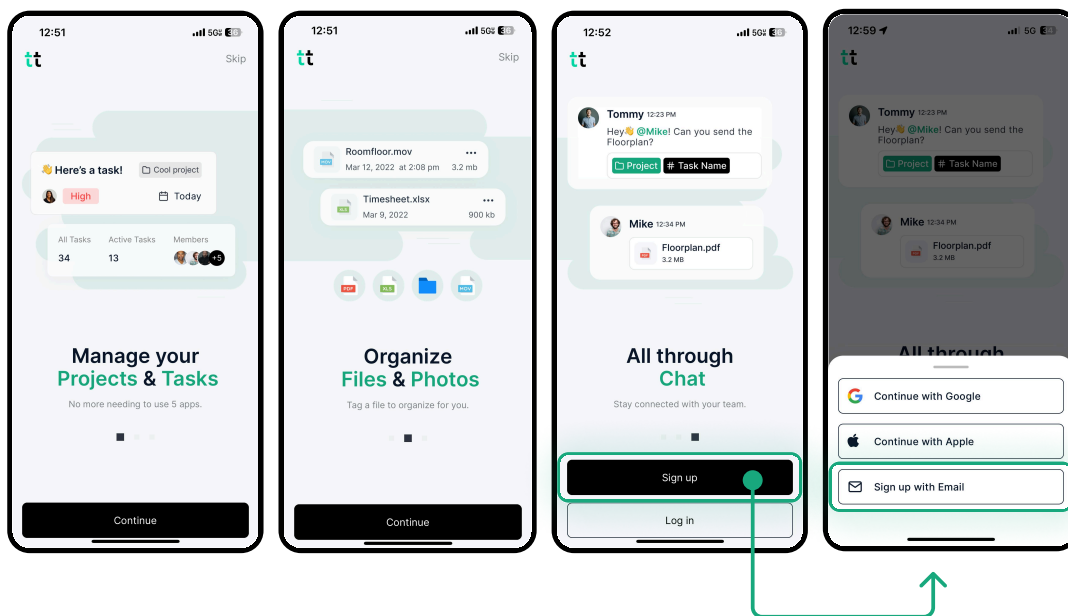 12:51
5G
36
tt
Skip
👋 Here's a task!
Cool project
High
Today
All Tasks
Active Tasks
Members
34
13
+5
Manage your
Projects & Tasks
No more needing to use 5 apps.
Continue
12:51
5G
36
tt
Skip
Roomfloor.mov
Mar 12, 2022 at 2:08 pm
3.2 mb
MOV
Timesheet.xlsx
Mar 9, 2022
900 kb
XLS
PDF
XLS
MOV
Organize
Files & Photos
Tag a file to organize for you.
Continue
12:52
5G
tt
Tommy 12:23 PM
Hey👋 @Mike! Can you send the
Floorplan?
Project
# Task Name
Mike 12:34 PM
Floorplan.pdf
3.2 MB
PDF
All through
Chat
Stay connected with your team.
Sign up
Log in
12:59
5G
tt
Tommy 12:23 PM
Hey👋 @Mike! Can you send the
Floorplan?
Project
# Task Name
Mike 12:34 PM
Floorplan.pdf
3.2 MB
All through
Continue with Google
Continue with Apple
Sign up with Email